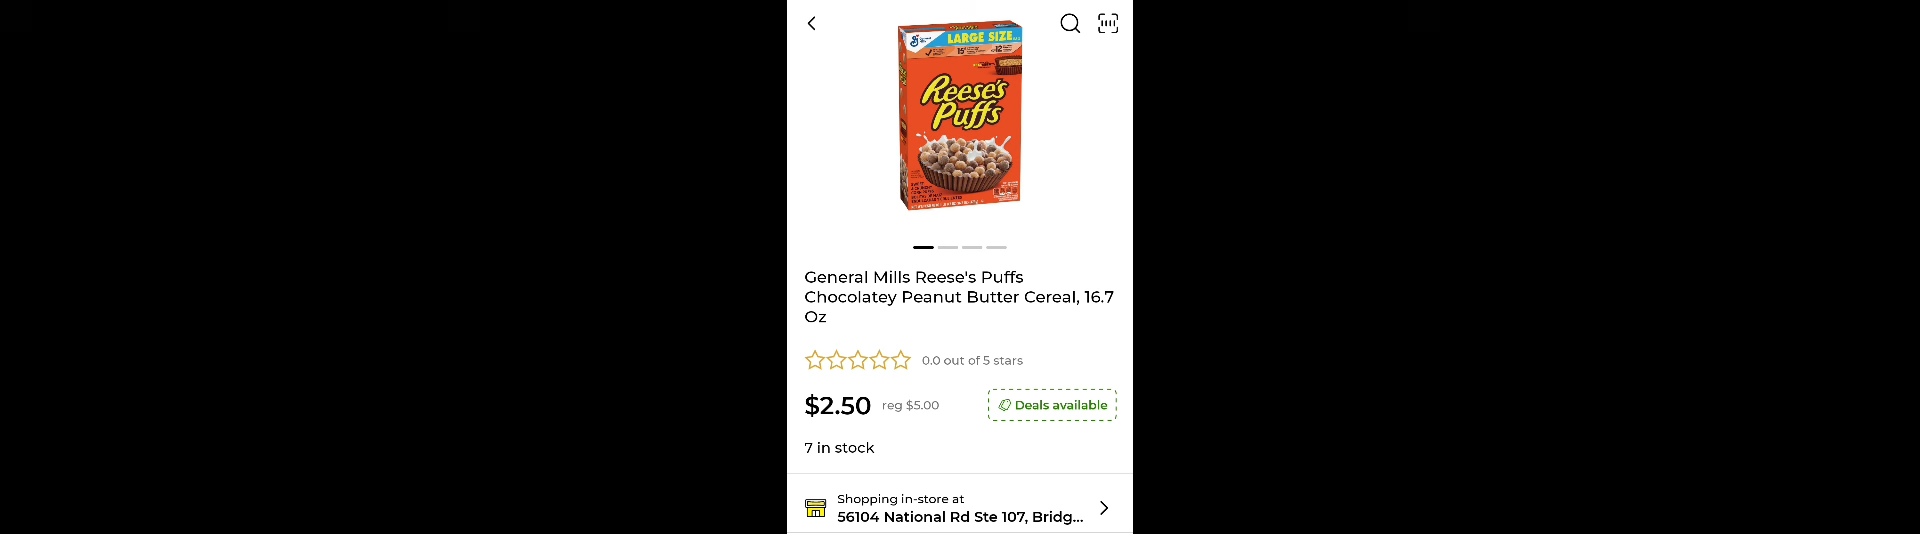 LARGE SIZE
Reese's
Puffs
General Mills Reese's Puffs
Chocolatey Peanut Butter Cereal, 16.7
Oz
0.0 out of 5 stars
$2.50 reg $5.00 Deals available
7 in stock
Shopping in-store at
56104 National Rd Ste 107, Bridg...